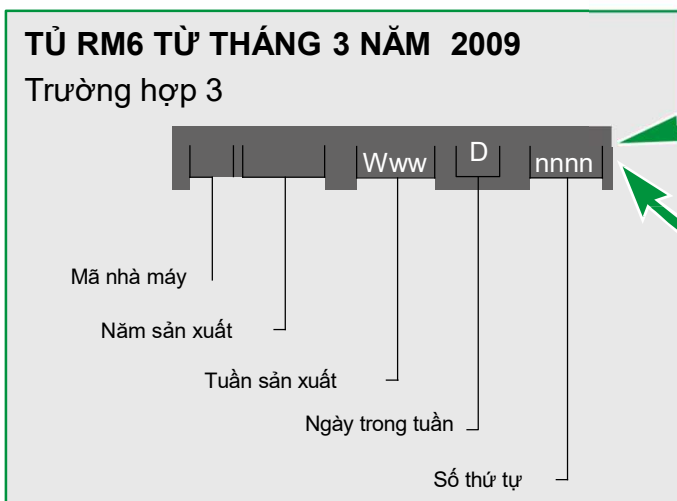 TỦ RM6 TỪ THÁNG 3 NĂM 2009
Trường hợp 3
Www D nnnn
Mã nhà máy
Năm sản xuất
Tuần sản xuất
Ngày trong tuần
Số thứ tự